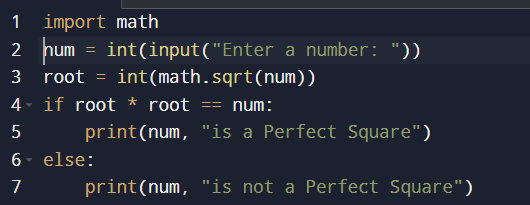 1 import math
2 num = int(input("Enter a number: "))
3 root = int(math.sqrt(num))
4 if root * root == num:
5     print(num, "is a Perfect Square")
6 else:
7     print(num, "is not a Perfect Square")